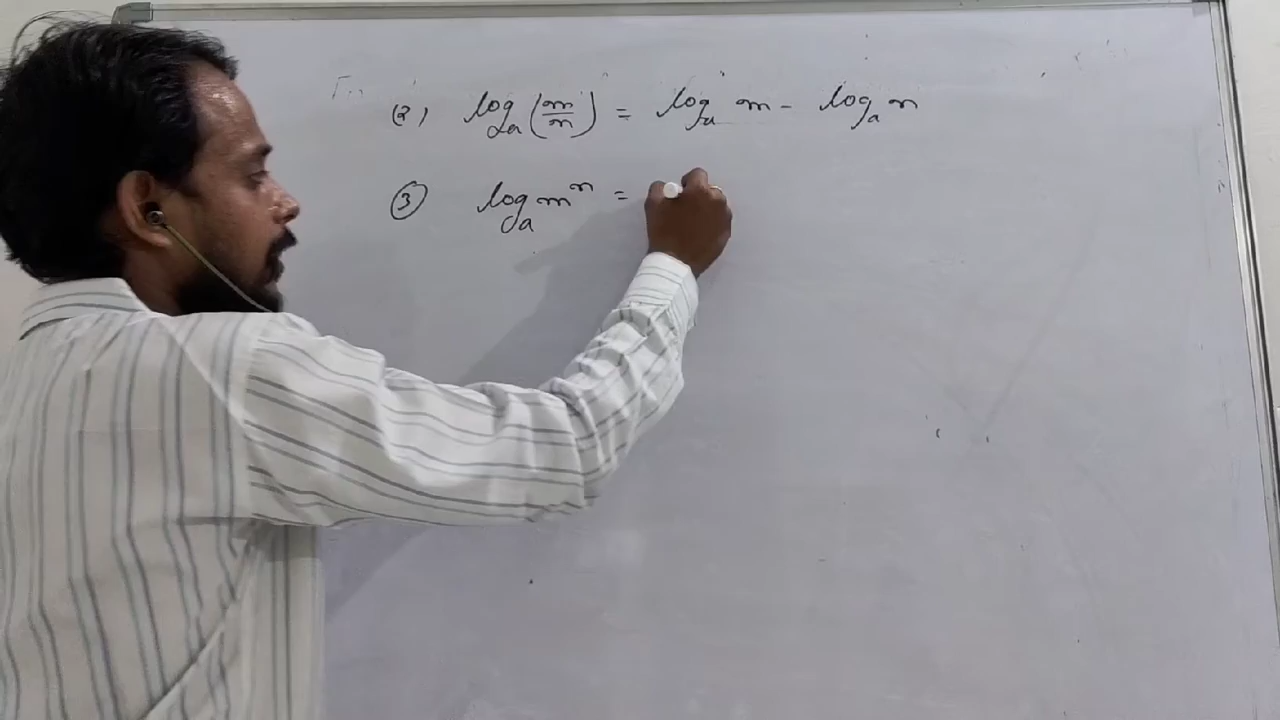 (2) log_a (m/n) = log_a m - log_a n
③ log_a m^n =